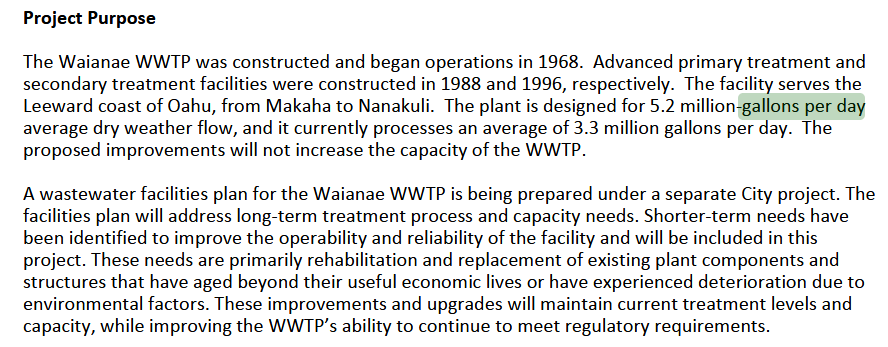 Project Purpose
The Waianae WWTP was constructed and began operations in 1968.  Advanced primary treatment and
secondary treatment facilities were constructed in 1988 and 1996, respectively.  The facility serves the
Leeward coast of Oahu, from Makaha to Nanakuli.  The plant is designed for 5.2 million-gallons per day
average dry weather flow, and it currently processes an average of 3.3 million gallons per day.  The
proposed improvements will not increase the capacity of the WWTP.
A wastewater facilities plan for the Waianae WWTP is being prepared under a separate City project. The
facilities plan will address long-term treatment process and capacity needs. Shorter-term needs have
been identified to improve the operability and reliability of the facility and will be included in this
project. These needs are primarily rehabilitation and replacement of existing plant components and
structures that have aged beyond their useful economic lives or have experienced deterioration due to
environmental factors. These improvements and upgrades will maintain current treatment levels and
capacity, while improving the WWTP’s ability to continue to meet regulatory requirements.